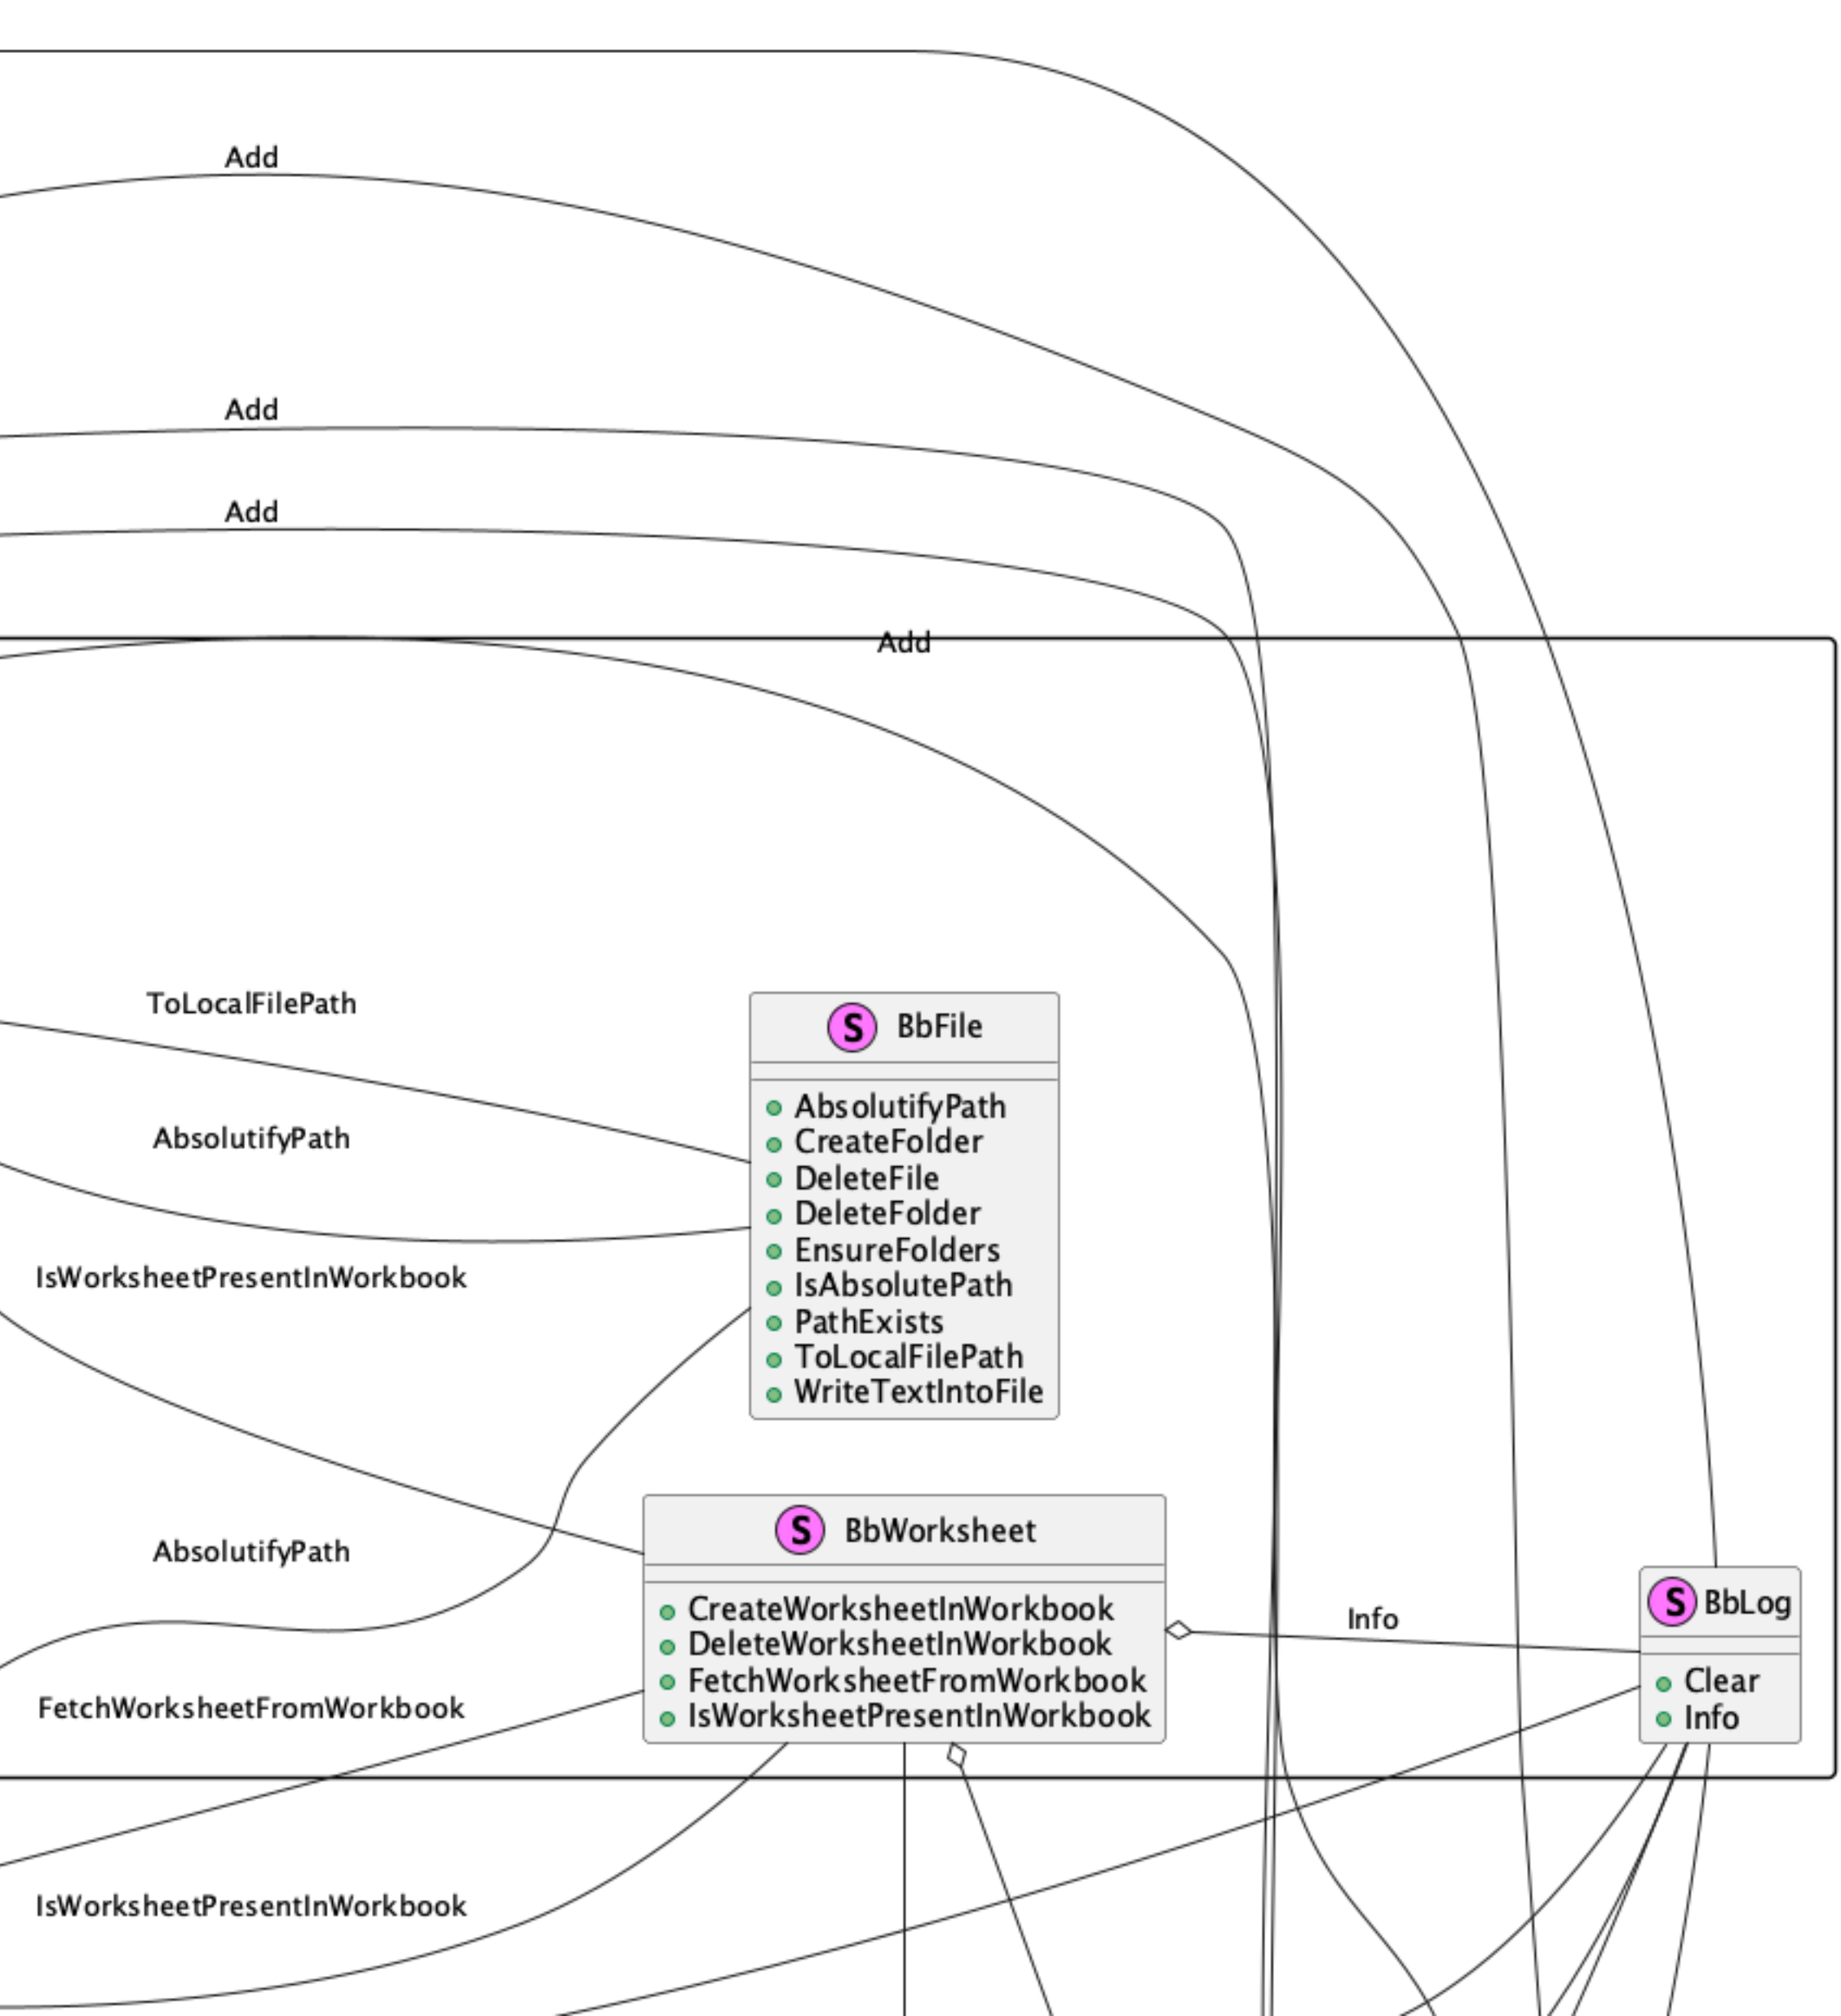 Add
Add
Add
Add
ToLocalFilePath
S BbFile
AbsolutifyPath
CreateFolder
DeleteFile
DeleteFolder
EnsureFolders
IsAbsolutePath
PathExists
ToLocalFilePath
WriteTextIntoFile
AbsolutifyPath
IsWorksheetPresentInWorkbook
S BbWorksheet
CreateWorksheetInWorkbook
DeleteWorksheetInWorkbook
FetchWorksheetFromWorkbook
IsWorksheetPresentInWorkbook
AbsolutifyPath
Info
S BbLog
Clear
Info
FetchWorksheetFromWorkbook
IsWorksheetPresentInWorkbook